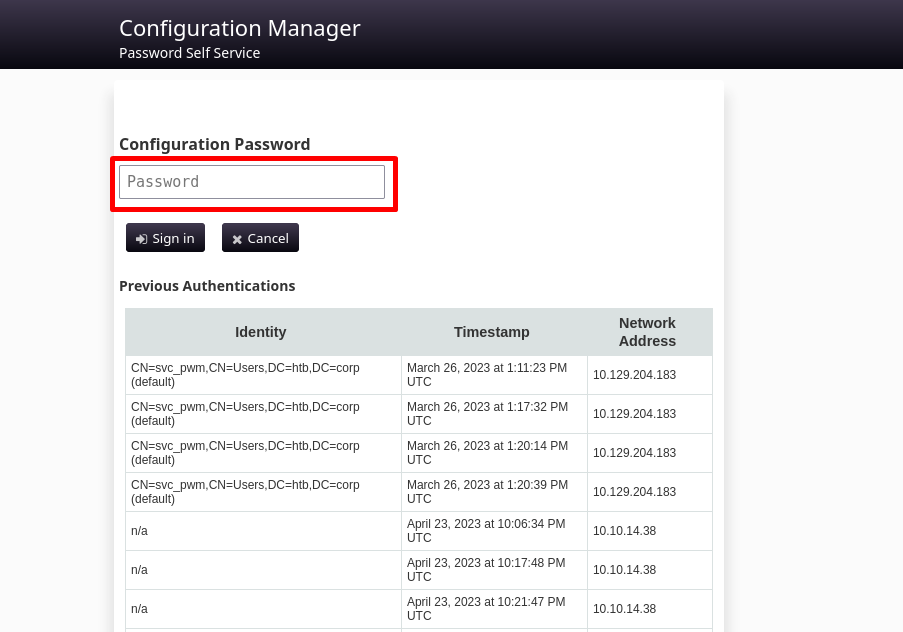 Configuration Manager
Password Self Service
Configuration Password
Password
Sign in
Cancel
Previous Authentications
Identity
Timestamp
Network
Address
CN=svc_pwm,CN=Users,DC=htb,DC=corp
(default)
March 26, 2023 at 1:11:23 PM
UTC
10.129.204.183
CN=svc_pwm,CN=Users,DC=htb,DC=corp
(default)
March 26, 2023 at 1:17:32 PM
UTC
10.129.204.183
CN=svc_pwm,CN=Users,DC=htb,DC=corp
(default)
March 26, 2023 at 1:20:14 PM
UTC
10.129.204.183
CN=svc_pwm,CN=Users,DC=htb,DC=corp
(default)
March 26, 2023 at 1:20:39 PM
UTC
10.129.204.183
n/a
April 23, 2023 at 10:06:34 PM
UTC
10.10.14.38
n/a
April 23, 2023 at 10:17:48 PM
UTC
10.10.14.38
n/a
April 23, 2023 at 10:21:47 PM
UTC
10.10.14.38